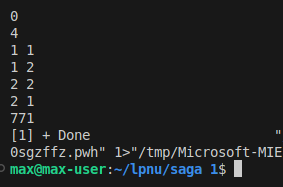 0
4
1 1
1 2
2 2
2 1
771
[1] + Done "
0sgzffz.pwh" 1>"/tmp/Microsoft-MIE
max@max-user:~/lpnu/saga 1$